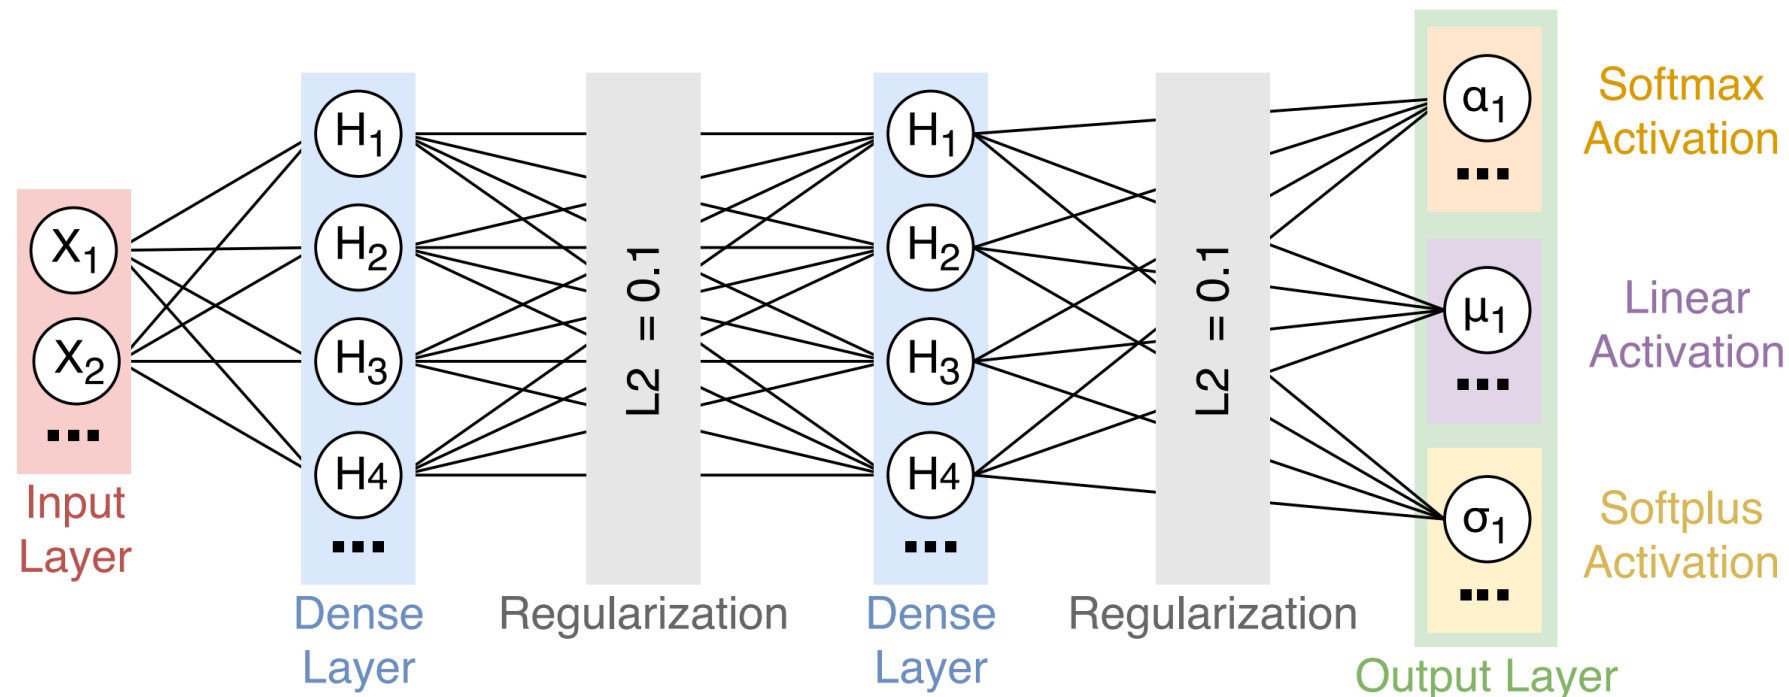 X₁
X₂
...
Input
Layer
H₁
H₂
H₃
H4
...
Dense
Layer
L2 = 0.1
Regularization
H₁
H₂
H₃
H4
...
Dense
Layer
L2 = 0.1
Regularization
α₁
...
μ₁
...
σ₁
...
Output Layer
Softmax
Activation
Linear
Activation
Softplus
Activation